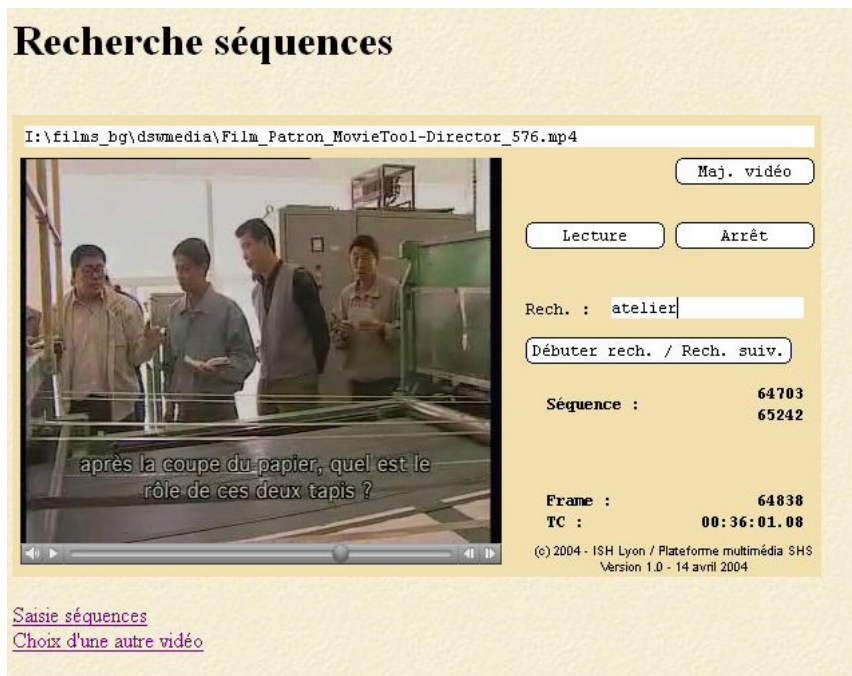 Recherche séquences
I:\films_bg\dswmedia\Film_Patron_MovieTool-Director_576.mp4
Maj. vidéo
Lecture
Arrêt
Rech. : atelier
Débuter rech. / Rech. suiv.
Séquence : 64703
65242
après la coupe du papier, quel est le
rôle de ces deux tapis ?
Frame : 64838
TC : 00:36:01.08
(c) 2004 - ISH Lyon / Plateforme multimédia SHS
Version 1.0 - 14 avril 2004
Saisie séquences
Choix d'une autre vidéo